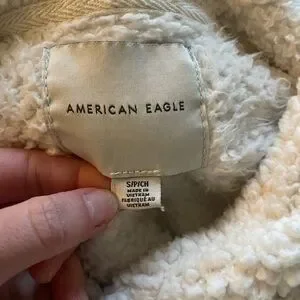 AMERICAN EAGLE
S/P/CH
MADE IN
VIETNAM
FABRIQUÉ AU
VIETNAM